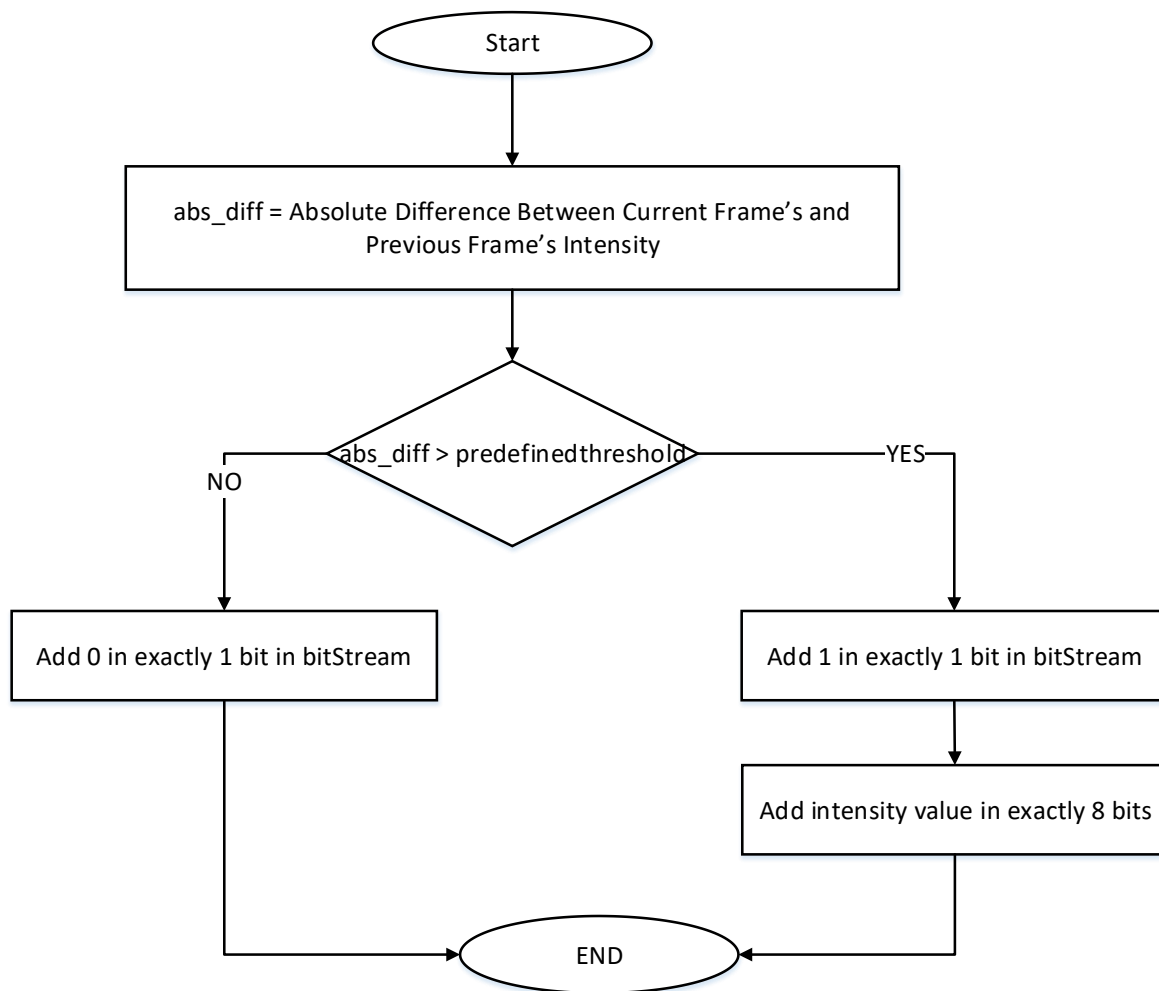 Start
abs_diff = Absolute Difference Between Current Frame’s and
Previous Frame’s Intensity
abs_diff > predefinedthreshold
NO
YES
Add 0 in exactly 1 bit in bitStream
Add 1 in exactly 1 bit in bitStream
Add intensity value in exactly 8 bits
END